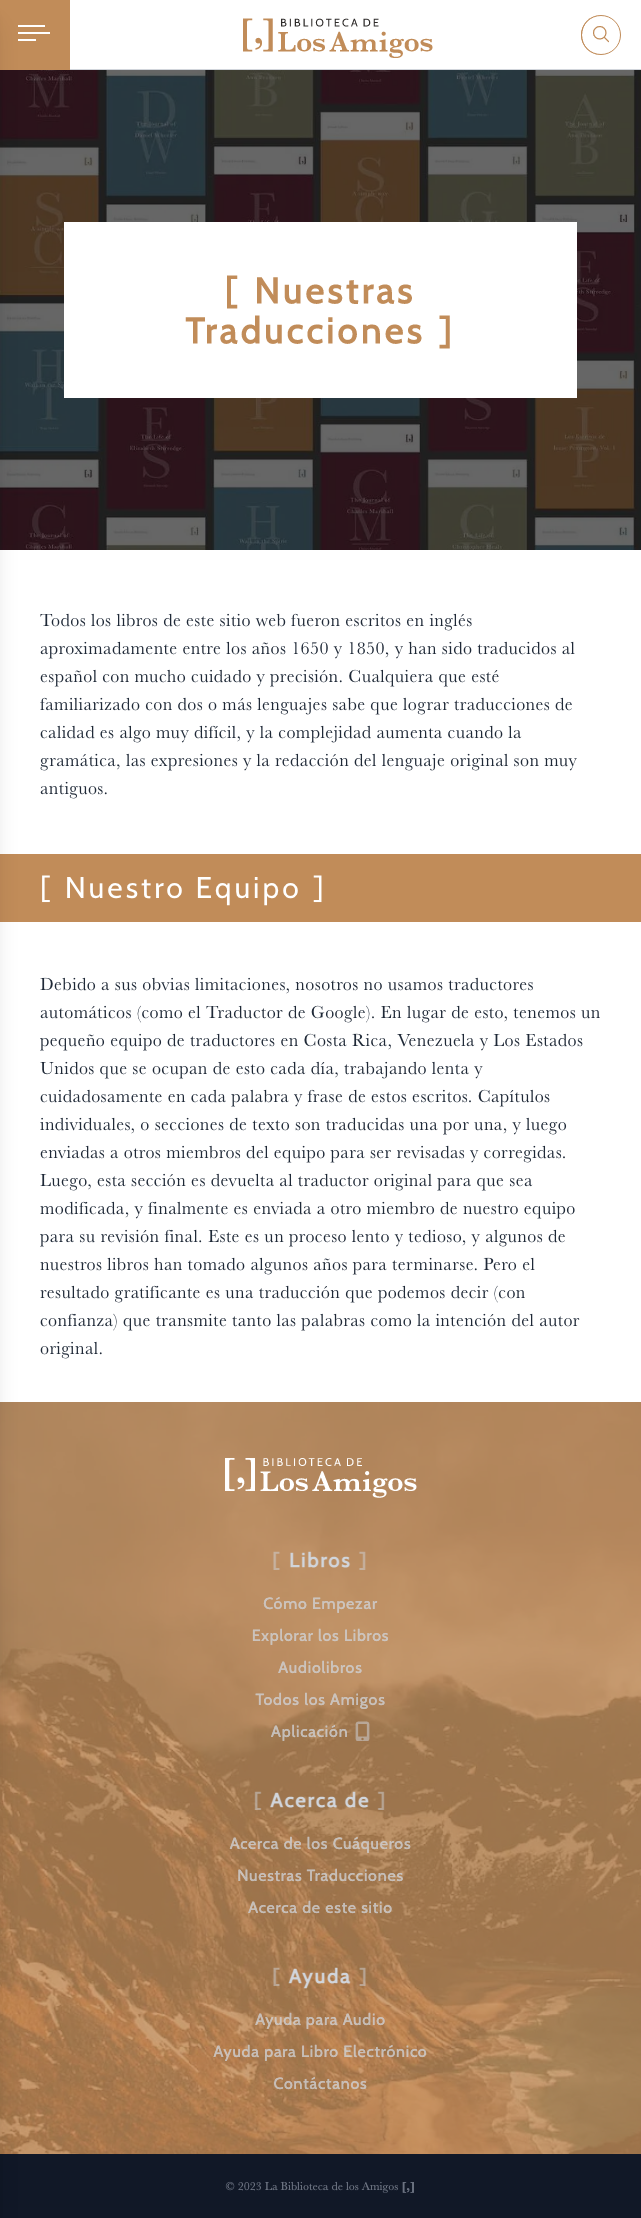 BIBLIOTECA DE
[,] Los Amigos
[ Nuestras
Traducciones ]
Todos los libros de este sitio web fueron escritos en inglés
aproximadamente entre los años 1650 y 1850, y han sido traducidos al
español con mucho cuidado y precisión. Cualquiera que esté
familiarizado con dos o más lenguajes sabe que lograr traducciones de
calidad es algo muy difícil, y la complejidad aumenta cuando la
gramática, las expresiones y la redacción del lenguaje original son muy
antiguos.
[ Nuestro Equipo ]
Debido a sus obvias limitaciones, nosotros no usamos traductores
automáticos (como el Traductor de Google). En lugar de esto, tenemos un
pequeño equipo de traductores en Costa Rica, Venezuela y Los Estados
Unidos que se ocupan de esto cada día, trabajando lenta y
cuidadosamente en cada palabra y frase de estos escritos. Capítulos
individuales, o secciones de texto son traducidas una por una, y luego
enviadas a otros miembros del equipo para ser revisadas y corregidas.
Luego, esta sección es devuelta al traductor original para que sea
modificada, y finalmente es enviada a otro miembro de nuestro equipo
para su revisión final. Este es un proceso lento y tedioso, y algunos de
nuestros libros han tomado algunos años para terminarse. Pero el
resultado gratificante es una traducción que podemos decir (con
confianza) que transmite tanto las palabras como la intención del autor
original.
BIBLIOTECA DE
[,] Los Amigos
[ Libros ]
Cómo Empezar
Explorar los Libros
Audiolibros
Todos los Amigos
Aplicación
[ Acerca de ]
Acerca de los Cuáqueros
Nuestras Traducciones
Acerca de este sitio
[ Ayuda ]
Ayuda para Audio
Ayuda para Libro Electrónico
Contáctanos
© 2023 La Biblioteca de los Amigos [,]